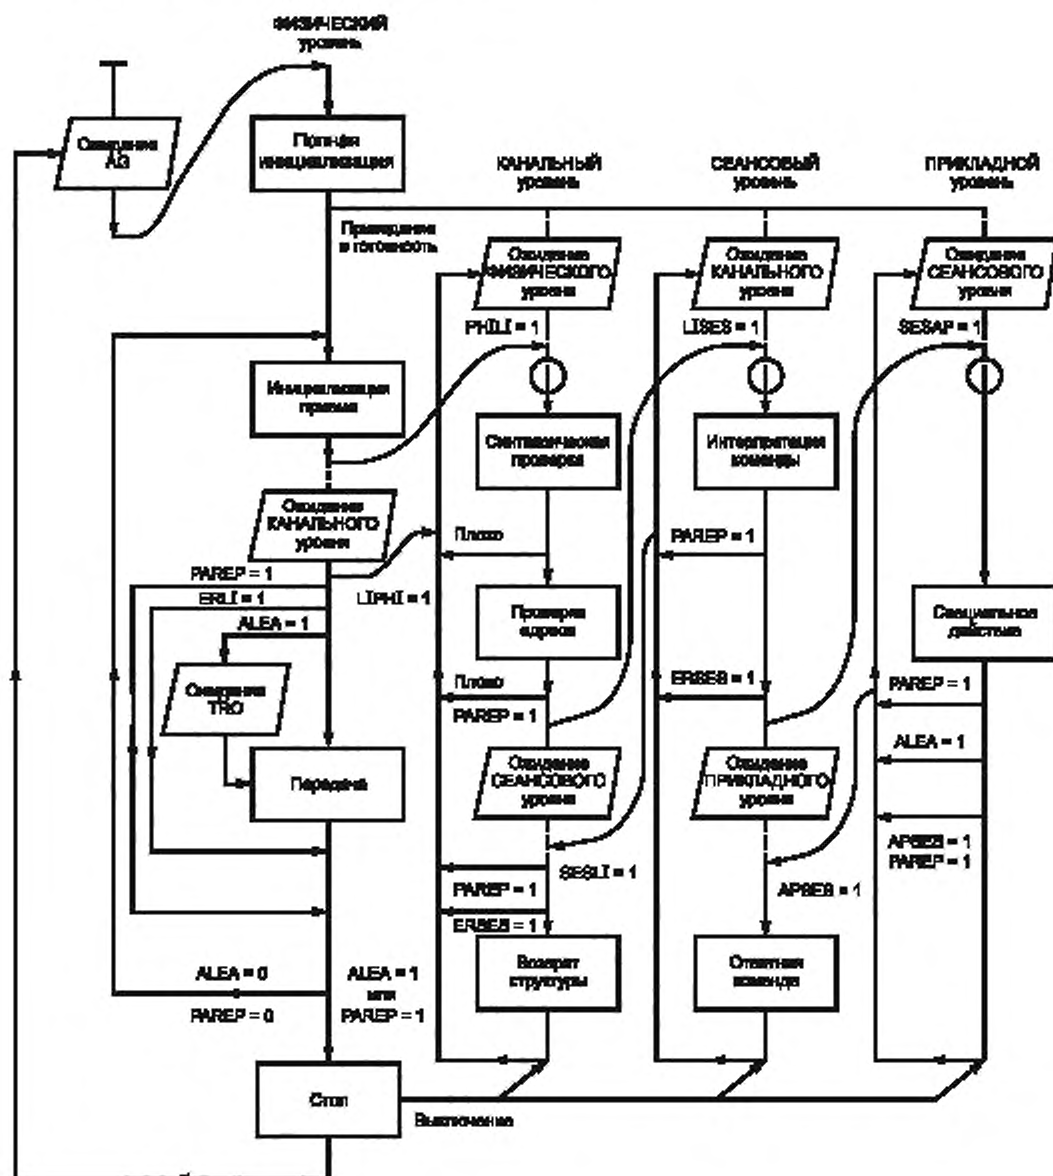 ФИЗИЧЕСКИЙ
уровень
Ожидание
AG
Полная
инициализация
КАНАЛЬНЫЙ
уровень
СЕАНСОВЫЙ
уровень
ПРИКЛАДНОЙ
уровень
Приведение
в готовность
Ожидание
ФИЗИЧЕСКОГО
уровня
Ожидание
КАНАЛЬНОГО
уровня
Ожидание
СЕАНСОВОГО
уровня
PHILI = 1
LISES = 1
SESAP = 1
Инициализация
приема
Синтаксическая
проверка
Интерпретация
команды
Ожидание
КАНАЛЬНОГО
уровня
Плохо
PAREP = 1
PAREP = 1
ERLI = 1
LIPHI = 1
ALEA = 1
Проверка
адреса
Специальное
действие
Ожидание
TRO
Плохо
PAREP = 1
ERSES = 1
PAREP = 1
ALEA = 1
Передача
Ожидание
СЕАНСОВОГО
уровня
Ожидание
ПРИКЛАДНОГО
уровня
APSES = 1
PAREP = 1
SESLI = 1
PAREP = 1
APSES = 1
ERSES = 1
Возврат
структуры
Ответная
команда
ALEA = 0
PAREP = 0
ALEA = 1
или
PAREP = 1
Стоп
Выключение